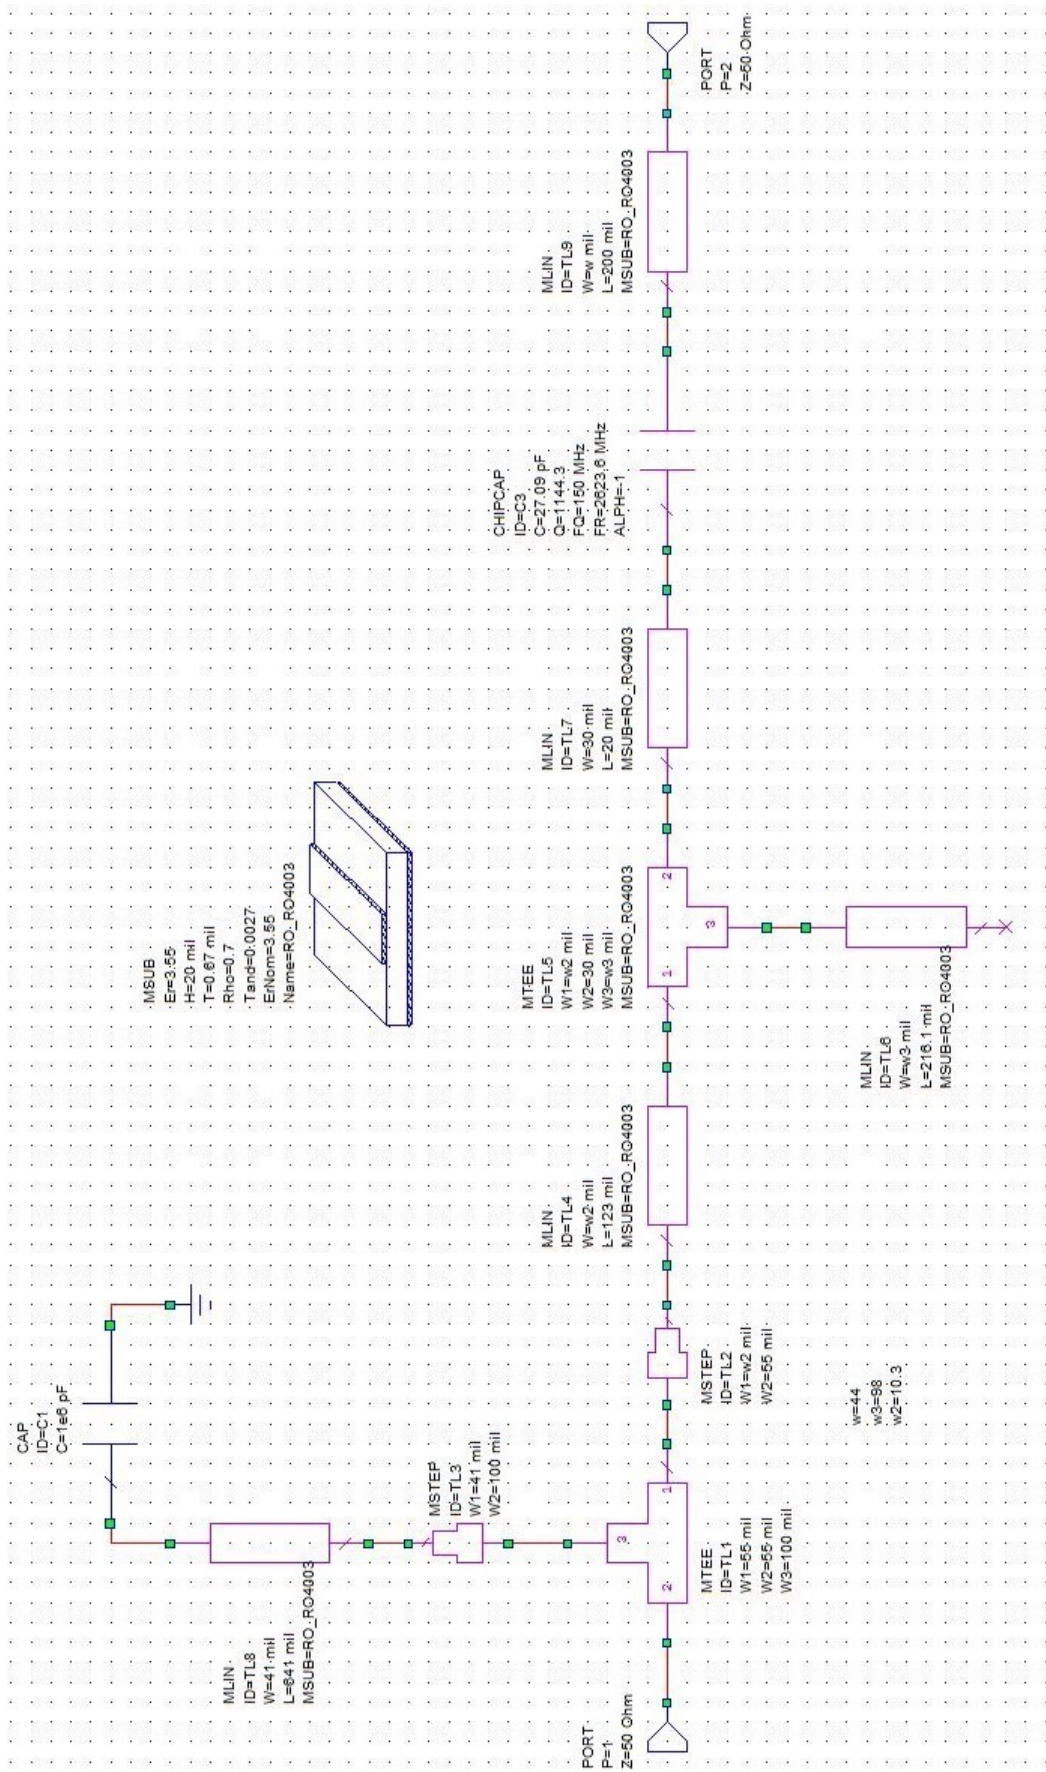 CAP
ID=C1
C=1e6 pF
MLIN
ID=TL8
W=41 mil
L=641 mil
MSUB=RO_RO4003
MSTEP
ID=TL3
W1=41 mil
W2=100 mil
PORT
P=1
Z=50 Ohm
3
2
1
MTEE
ID=TL1
W1=55 mil
W2=55 mil
W3=100 mil
MSTEP
ID=TL2
W1=w2 mil
W2=55 mil
w=44
w3=98
w2=10.3
MLIN
ID=TL4
W=w2 mil
L=123 mil
MSUB=RO_RO4003
MSUB
Er=3.55
H=20 mil
T=0.67 mil
Rho=0.7
Tand=0.0027
ErNom=3.55
Name=RO_RO4003
MTEE
ID=TL5
W1=w2 mil
W2=30 mil
W3=w3 mil
MSUB=RO_RO4003
1
2
3
MLIN
ID=TL6
W=w3 mil
L=216.1 mil
MSUB=RO_RO4003
MLIN
ID=TL7
W=30 mil
L=20 mil
MSUB=RO_RO4003
CHIPCAP
ID=C3
C=27.09 pF
Q=1144.3
FQ=150 MHz
FR=2623.6 MHz
ALPH=-1
MLIN
ID=TL9
W=w mil
L=200 mil
MSUB=RO_RO4003
PORT
P=2
Z=50 Ohm